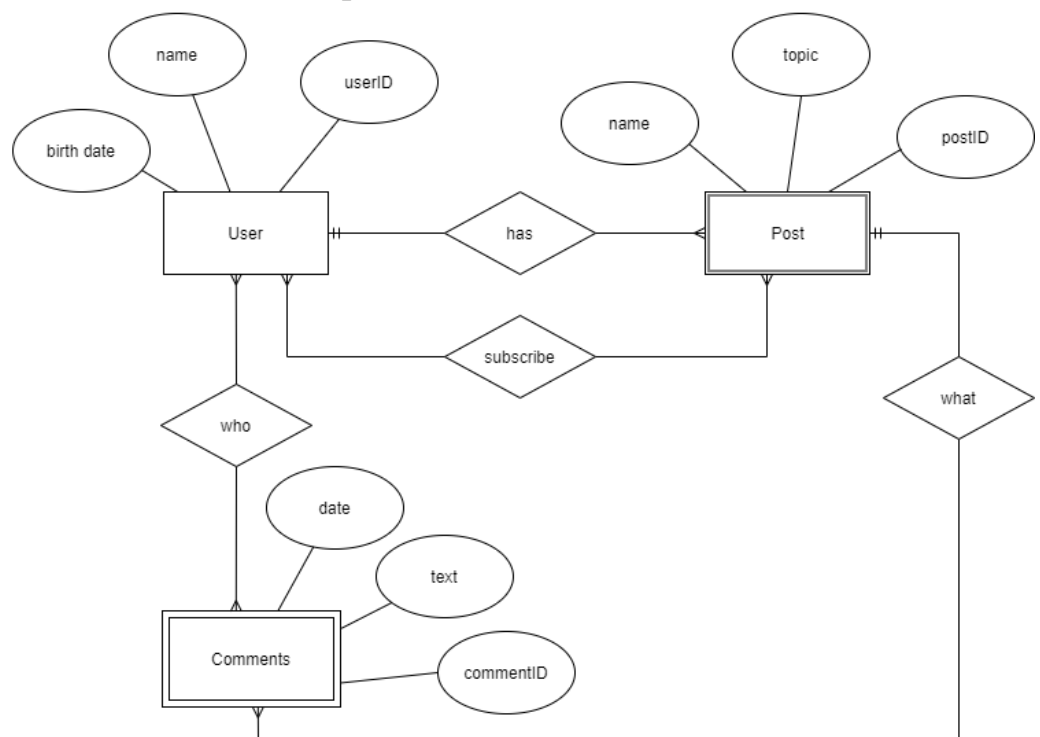 name
topic
userID
name
postID
birth date
User
has
Post
subscribe
what
who
date
text
Comments
commentID